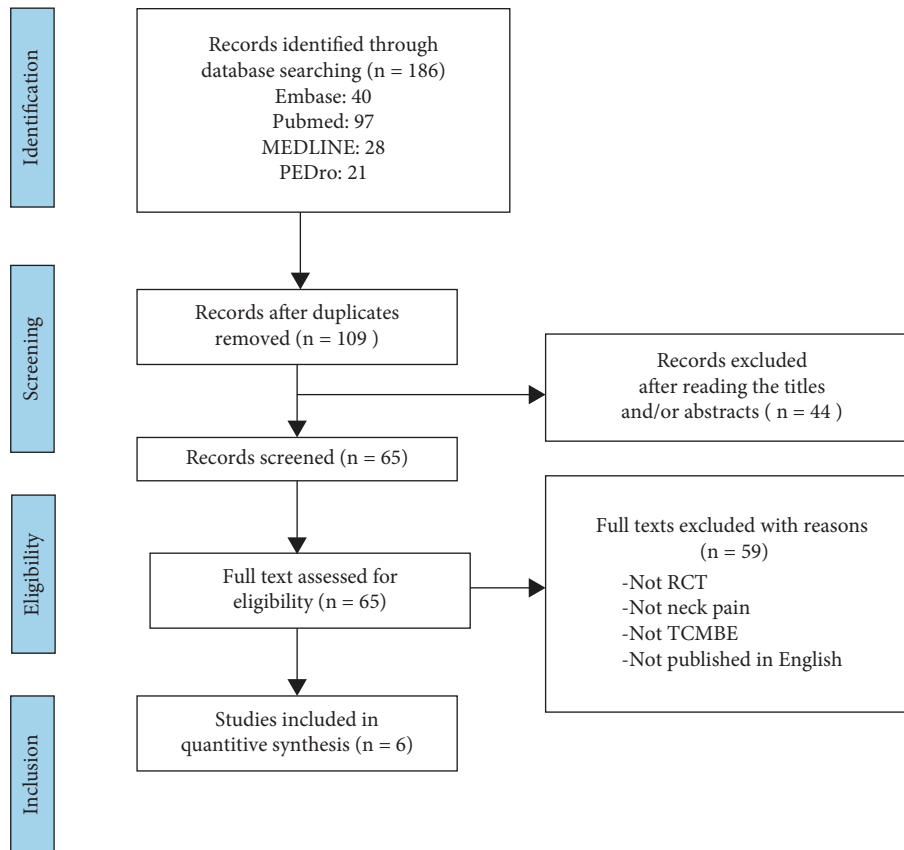 Identification
Records identified through
database searching (n = 186)
Embase: 40
Pubmed: 97
MEDLINE: 28
PEDro: 21
Screening
Records after duplicates
removed (n = 109 )
Records excluded
after reading the titles
and/or abstracts ( n = 44 )
Records screened (n = 65)
Eligibility
Full text assessed for
eligibility (n = 65)
Full texts excluded with reasons
(n = 59)
-Not RCT
-Not neck pain
-Not TCMBE
-Not published in English
Inclusion
Studies included in
quantitive synthesis (n = 6)